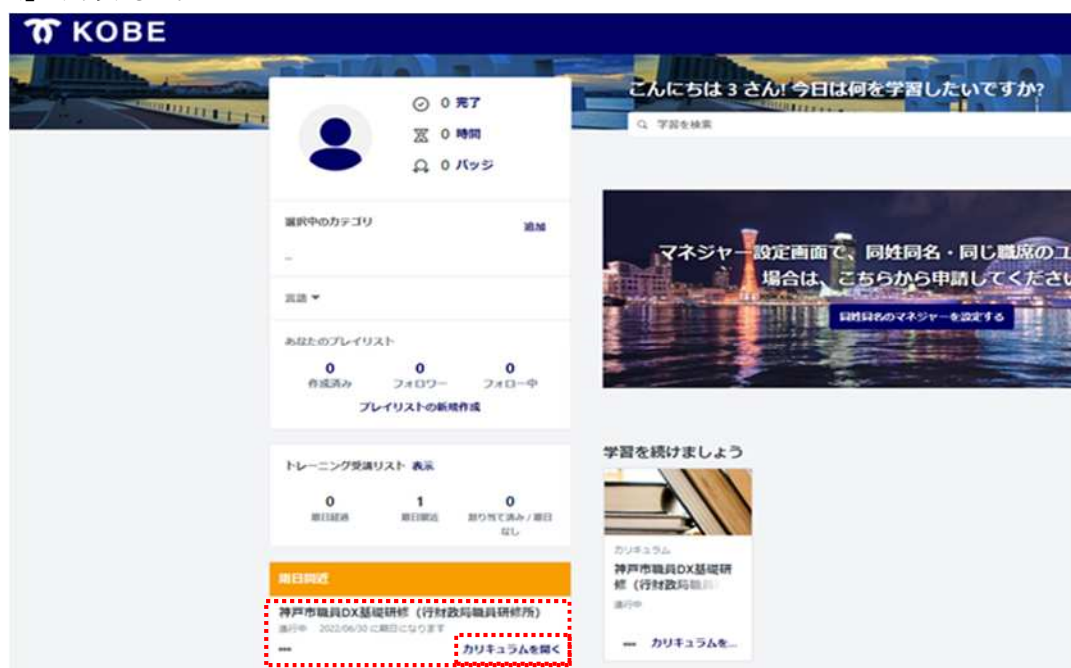 KOBE
こんにちは 3 さん! 今日は何を学習したいですか?
学習を検索
0 完了
0 時間
0 バッジ
選択中のカテゴリ
追加
--
言語
あなたのプレイリスト
0 0 0
作成済み フォロワー フォロー中
プレイリストの新規作成
マネジャー設定画面で、同姓同名・同じ職席のユ
場合は、こちらから申請してくださ
同姓同名のマネジャーを設定する
トレーニング受講リスト 表示
0 1 0
期日経過 期日間近 割り当て済み / 期日
なし
期日間近
神戸市職員DX基礎研修(行財政局職員研修所)
進行中 2022/06/30 に期日になります
カリキュラムを開く
学習を続けましょう
カリキュラム
神戸市職員DX基礎研
修(行財政局職員
進行中
カリキュラムを...